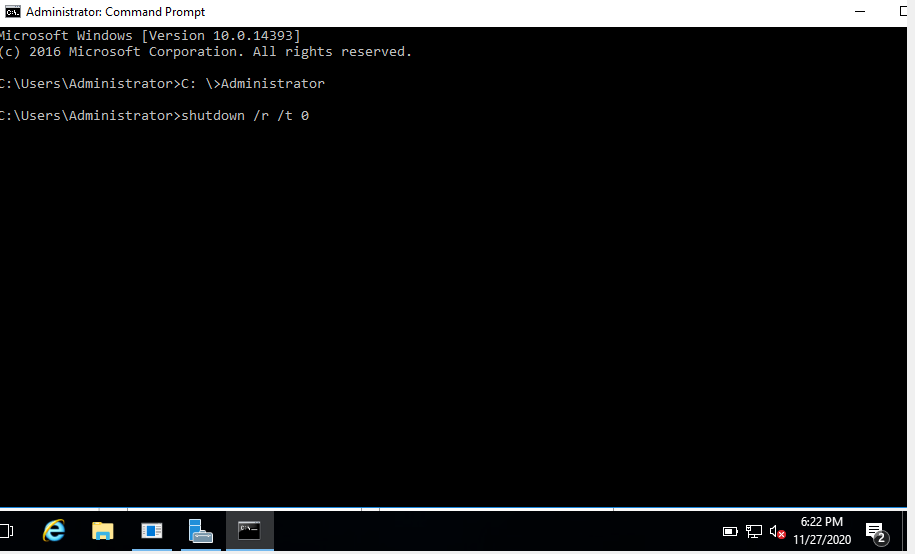 Administrator: Command Prompt
Microsoft Windows [Version 10.0.14393]
(c) 2016 Microsoft Corporation. All rights reserved.
C:\Users\Administrator>C: \>Administrator
C:\Users\Administrator>shutdown /r /t 0
6:22 PM
11/27/2020
2